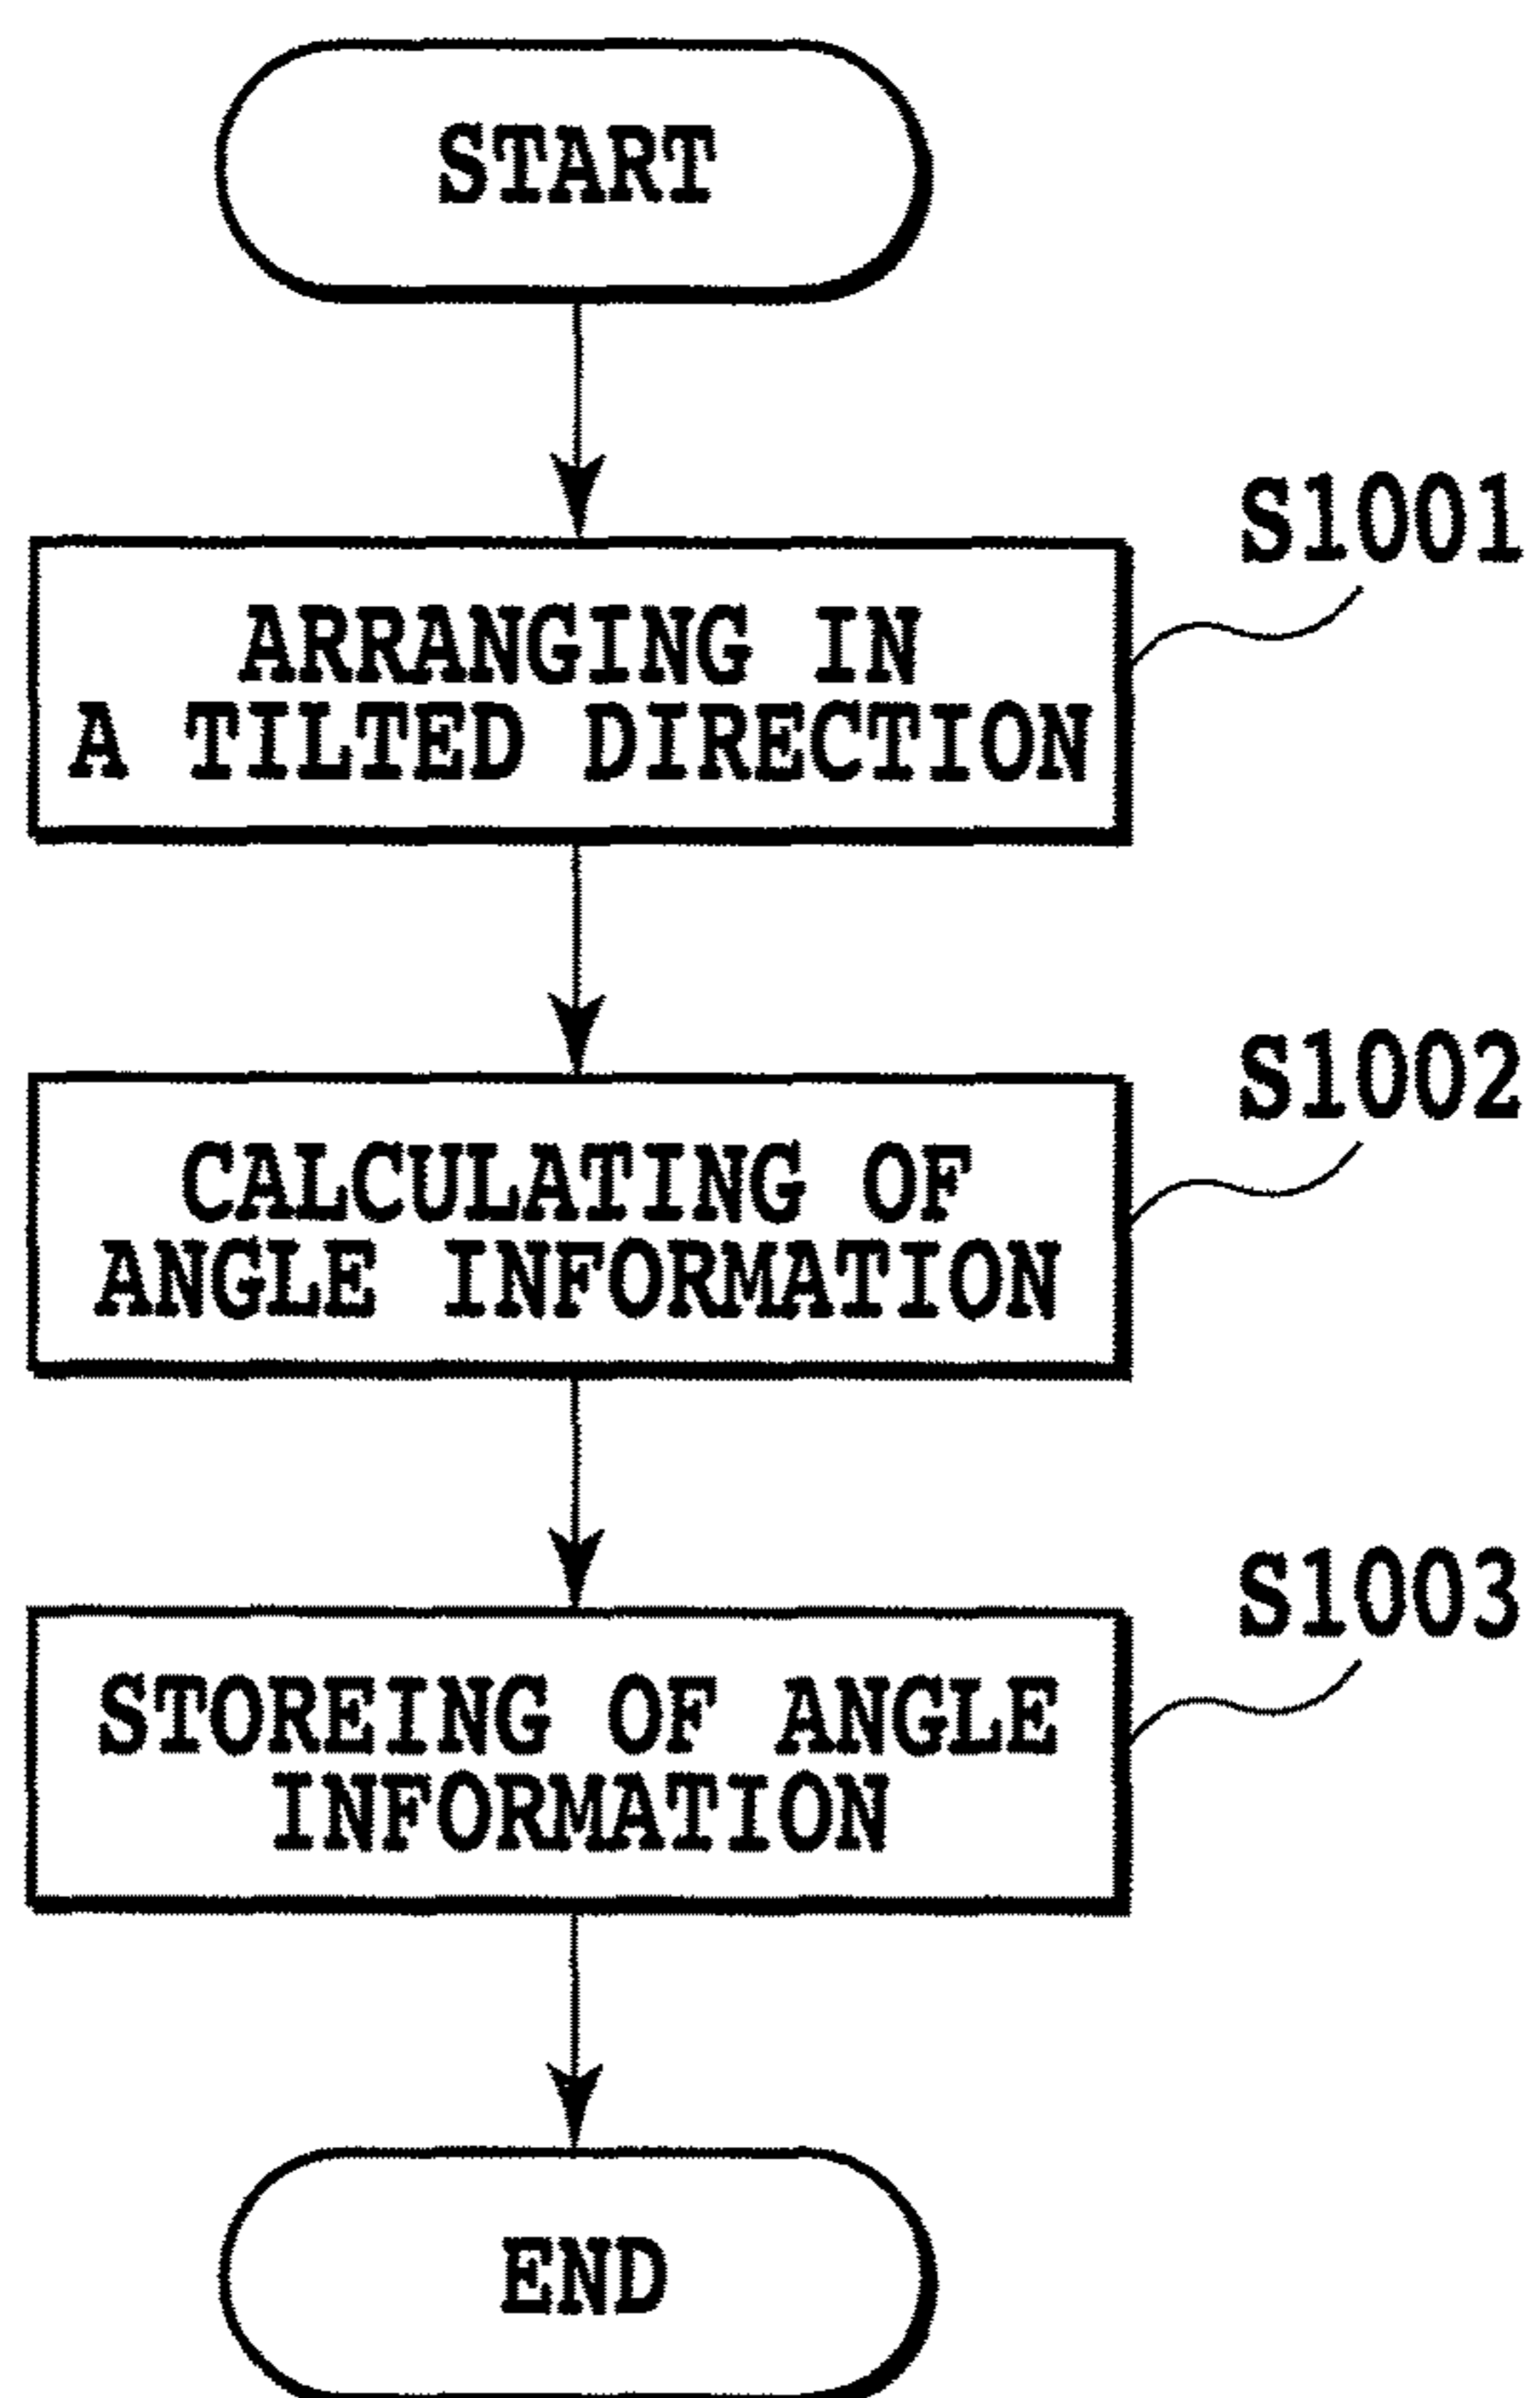 START
S1001
ARRANGING IN
A TILTED DIRECTION
S1002
CALCULATING OF
ANGLE INFORMATION
S1003
STOREING OF ANGLE
INFORMATION
END